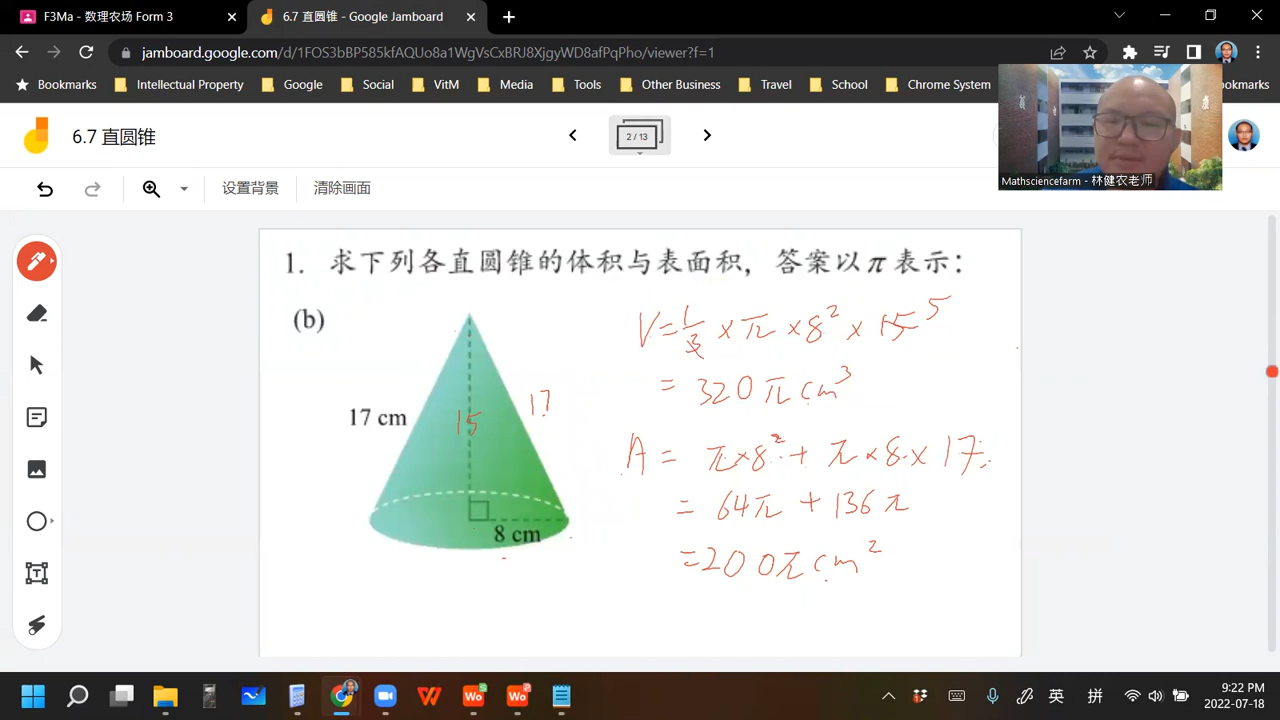 F3Ma - 数理农场 Form 3
6.7 直圆锥 - Google Jamboard
jamboard.google.com/d/1FOS3bBP585kfAQUo8a1WgVsCxBRJ8XjgyWD8afPqPho/viewer?f=1
Bookmarks Intellectual Property Google Social VitM Media Tools Other Business Travel School Chrome System ookmarks
6.7 直圆锥
2 / 13
Mathsciencefarm - 林健农老师
设置背景 清除画面
1. 求下列各直圆锥的体积与表面积，答案以π表示：
(b)
17 cm
15
17
8 cm
V = 1/3 × π × 8² × 15 5
= 320 π cm³
A = π×8² + π×8×17
= 64π + 136π
= 200π cm²
英 拼
9:22 PM
2022-07-18